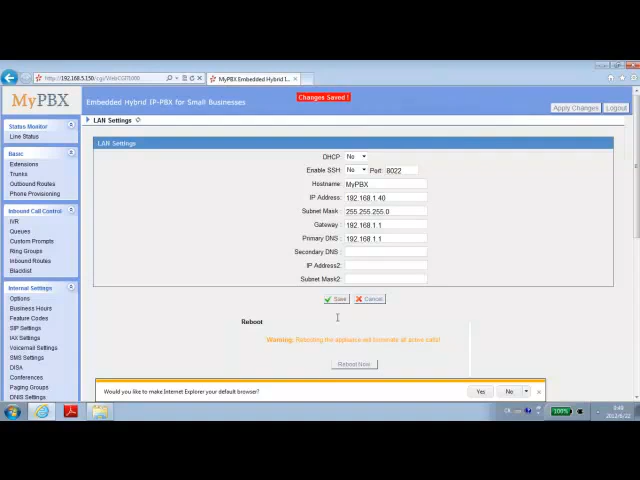 http://192.168.5.150/cgi/WebCGI?1000
MyPBX Embedded Hybrid I...
MyPBX
Embedded Hybrid IP-PBX for Small Businesses
Changes Saved !
Apply Changes
Logout
Status Monitor
Line Status
Basic
Extensions
Trunks
Outbound Routes
Phone Provisioning
Inbound Call Control
IVR
Queues
Custom Prompts
Ring Groups
Inbound Routes
Blacklist
Internal Settings
Options
Business Hours
Feature Codes
SIP Settings
IAX Settings
Voicemail Settings
SMS Settings
DISA
Conferences
Paging Groups
DNIS Settings
LAN Settings
LAN Settings
DHCP: No
Enable SSH: No Port: 8022
Hostname: MyPBX
IP Address: 192.168.1.40
Subnet Mask : 255.255.255.0
Gateway: 192.168.1.1
Primary DNS : 192.168.1.1
Secondary DNS :
IP Address2:
Subnet Mask2:
Save
Cancel
Reboot
Warning: Rebooting the appliance will terminate all active calls!
Reboot Now
Would you like to make Internet Explorer your default browser?
Yes
No
100%